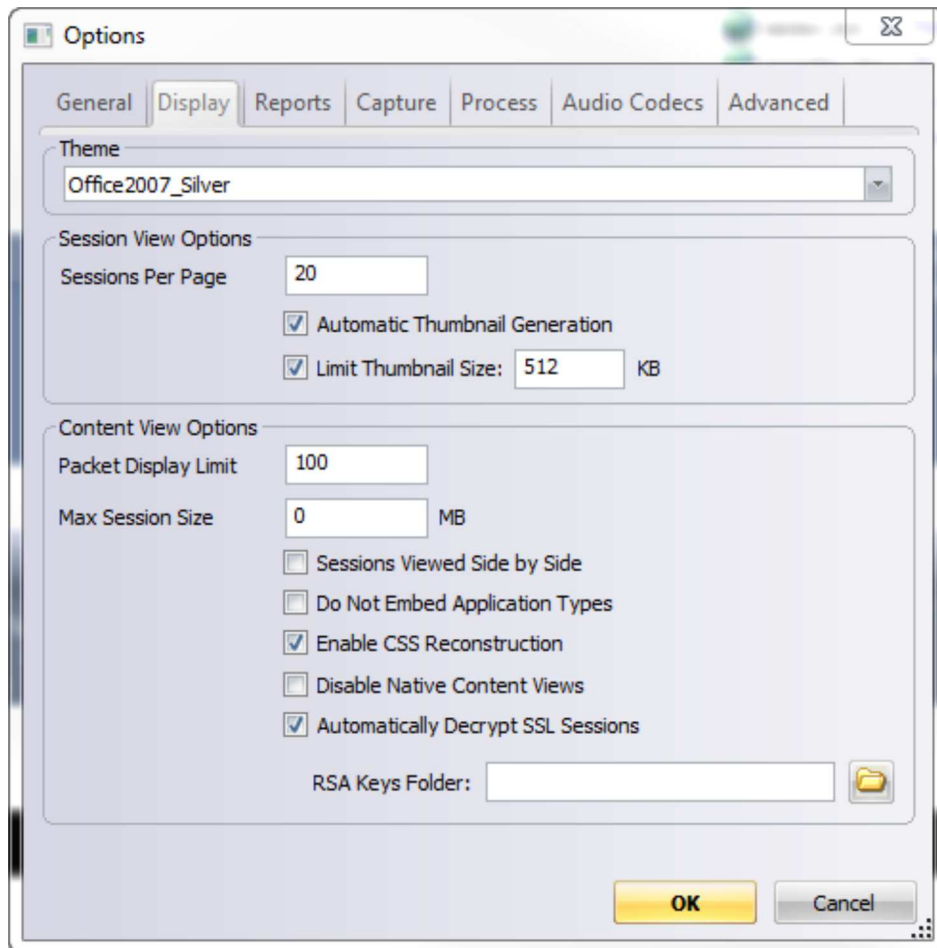 Options
General Display Reports Capture Process Audio Codecs Advanced
Theme
Office2007_Silver
Session View Options
Sessions Per Page 20
Automatic Thumbnail Generation
Limit Thumbnail Size: 512 KB
Content View Options
Packet Display Limit 100
Max Session Size 0 MB
Sessions Viewed Side by Side
Do Not Embed Application Types
Enable CSS Reconstruction
Disable Native Content Views
Automatically Decrypt SSL Sessions
RSA Keys Folder:
OK Cancel